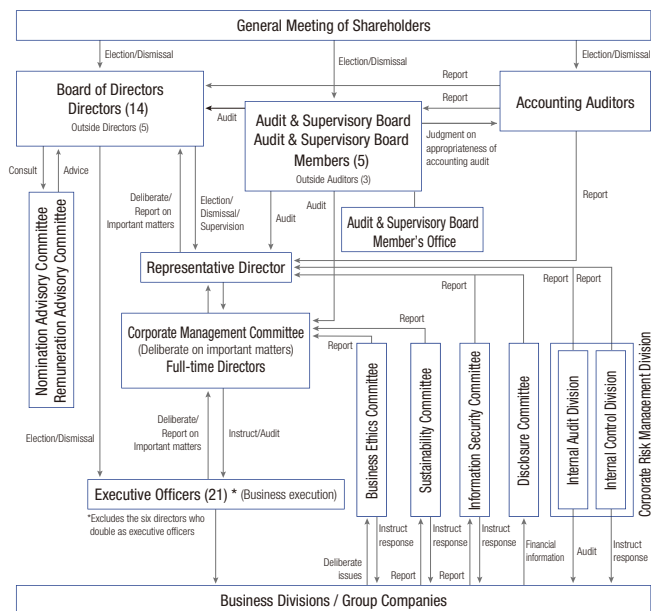 General Meeting of Shareholders
Election/Dismissal
Election/Dismissal
Election/Dismissal
Board of Directors
Directors (14)
Outside Directors (5)
Report
Report
Audit
Audit & Supervisory Board
Audit & Supervisory Board
Members (5)
Outside Auditors (3)
Judgment on
appropriateness of
accounting audit
Accounting Auditors
Consult
Advice
Deliberate/
Report on
Important matters
Election/
Dismissal/
Supervision
Audit
Audit
Report
Audit & Supervisory Board
Member's Office
Nomination Advisory Committee
Remuneration Advisory Committee
Representative Director
Report
Report
Report
Corporate Management Committee
(Deliberate on important matters)
Full-time Directors
Report
Report
Business Ethics Committee
Sustainability Committee
Information Security Committee
Disclosure Committee
Internal Audit Division
Internal Control Division
Corporate Risk Management Division
Election/Dismissal
Deliberate/
Report on
Important matters
Instruct/Audit
Executive Officers (21) * (Business execution)
*Excludes the six directors who
double as executive officers
Deliberate
issues
Instruct
response
Report
Instruct
response
Report
Instruct
response
Financial
information
Audit
Instruct
response
Business Divisions / Group Companies